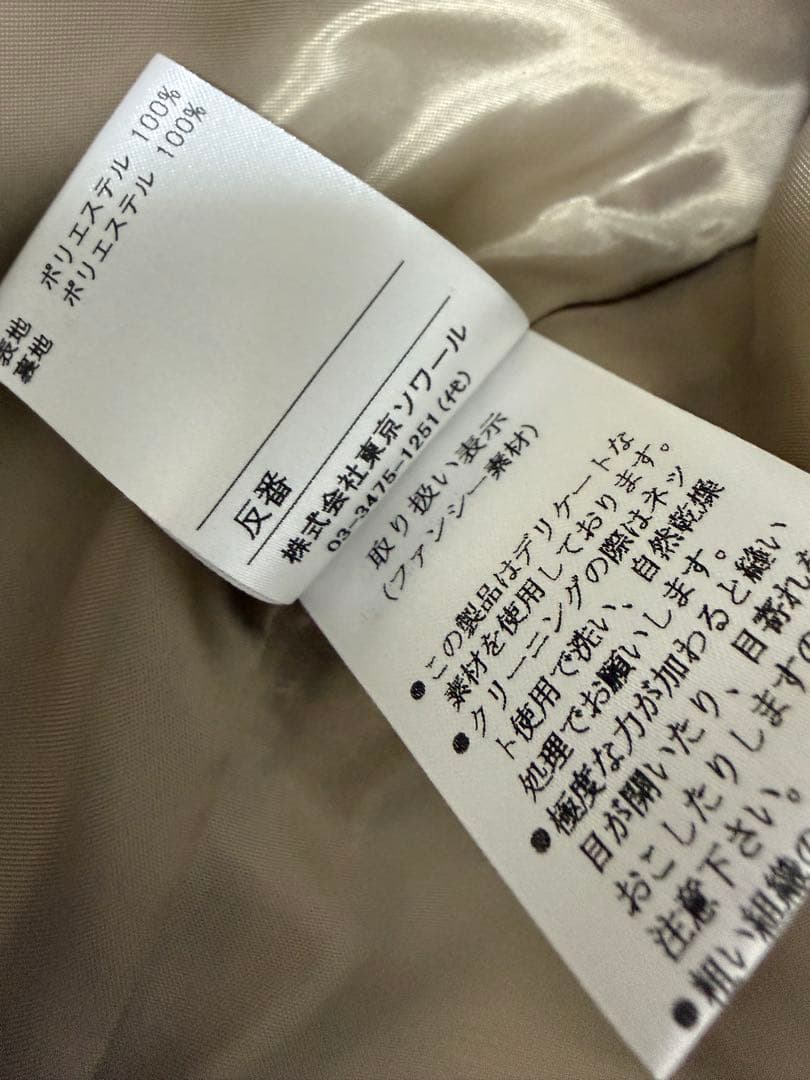 表地 ポリエステル 100%
裏地 ポリエステル 100%
反番
株式会社東京ソワール
03-3475-1251(代)
取り扱い表示
(ファンシー素材)
●この製品はデリケートな
素材を使用しております。
●クリーニングの際はネッ
ト使用で洗い、自然乾燥
処理でお願いします。
●極度な力が加わると縫い
目が開いたり、目寄れを
おこしたりしますの
注意下さい。
●粗い組織の